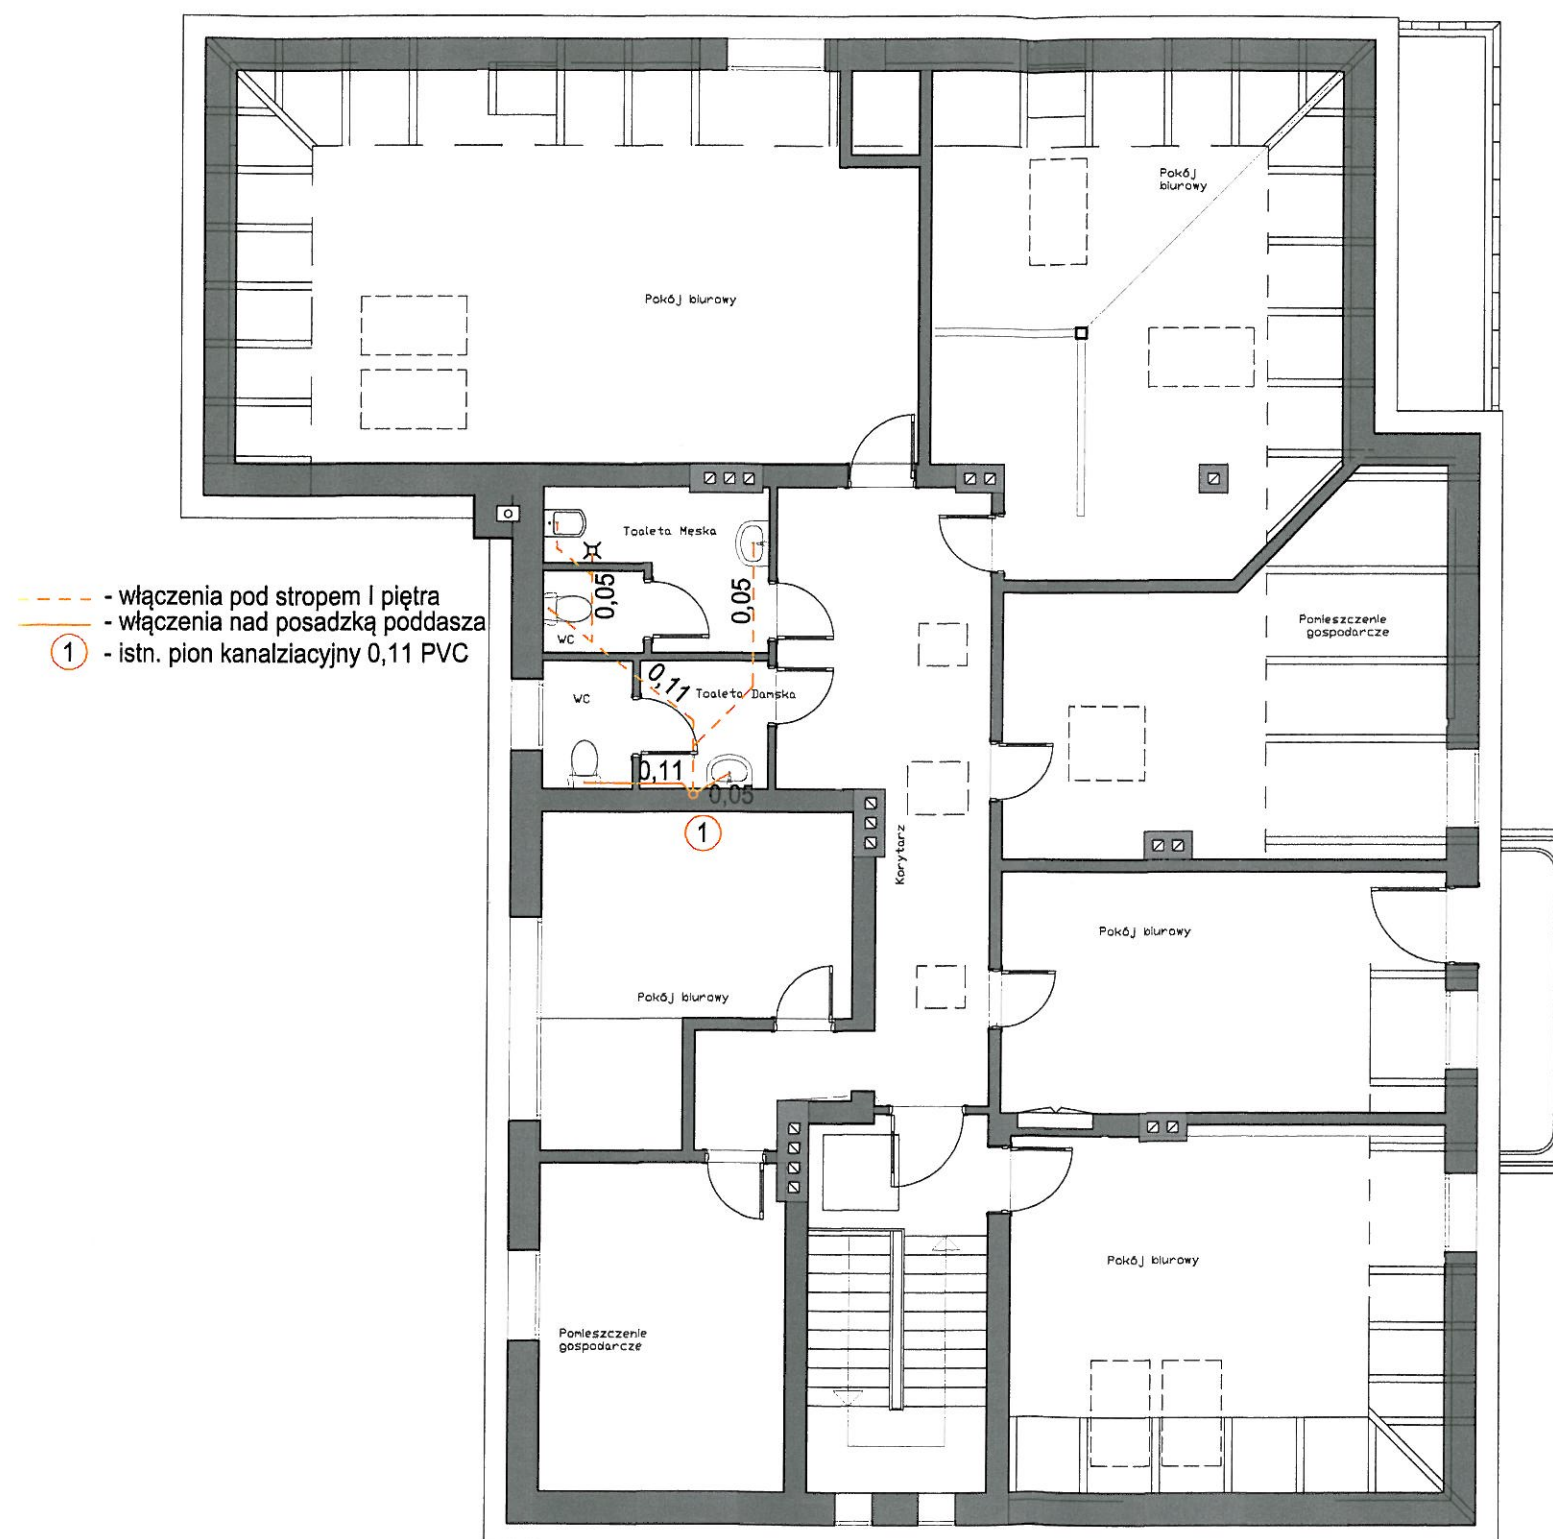 Pokój
biurowy
Pokój biurowy
Toaleta Męska
- włączenia pod stropem I piętra
- włączenia nad posadzką poddasza
1 - istn. pion kanalziacyjny 0,11 PVC
0,05
0,05
WC
Pomieszczenie
gospodarcze
0,11
Toaleta Damska
WC
0,11
0,05
1
Korytarz
Pokój biurowy
Pokój biurowy
Pokój biurowy
Pomieszczenie
gospodarcze